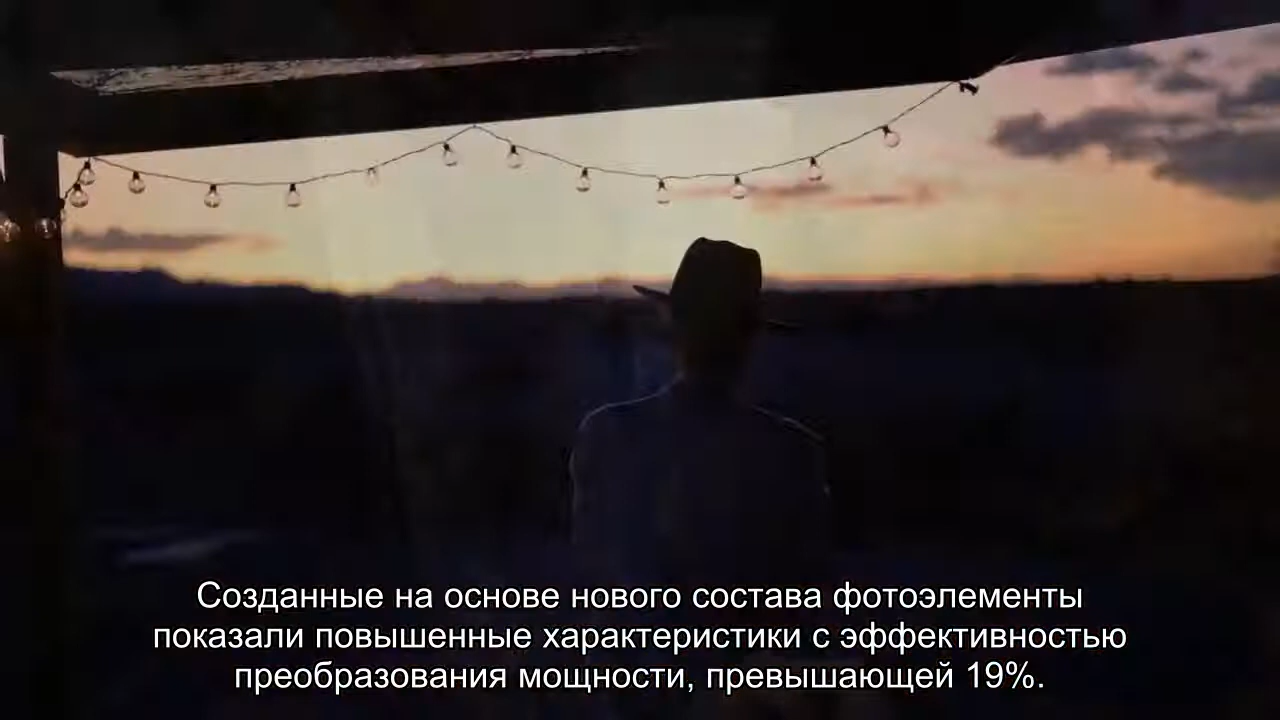 Созданные на основе нового состава фотоэлементы
показали повышенные характеристики с эффективностью
преобразования мощности, превышающей 19%.